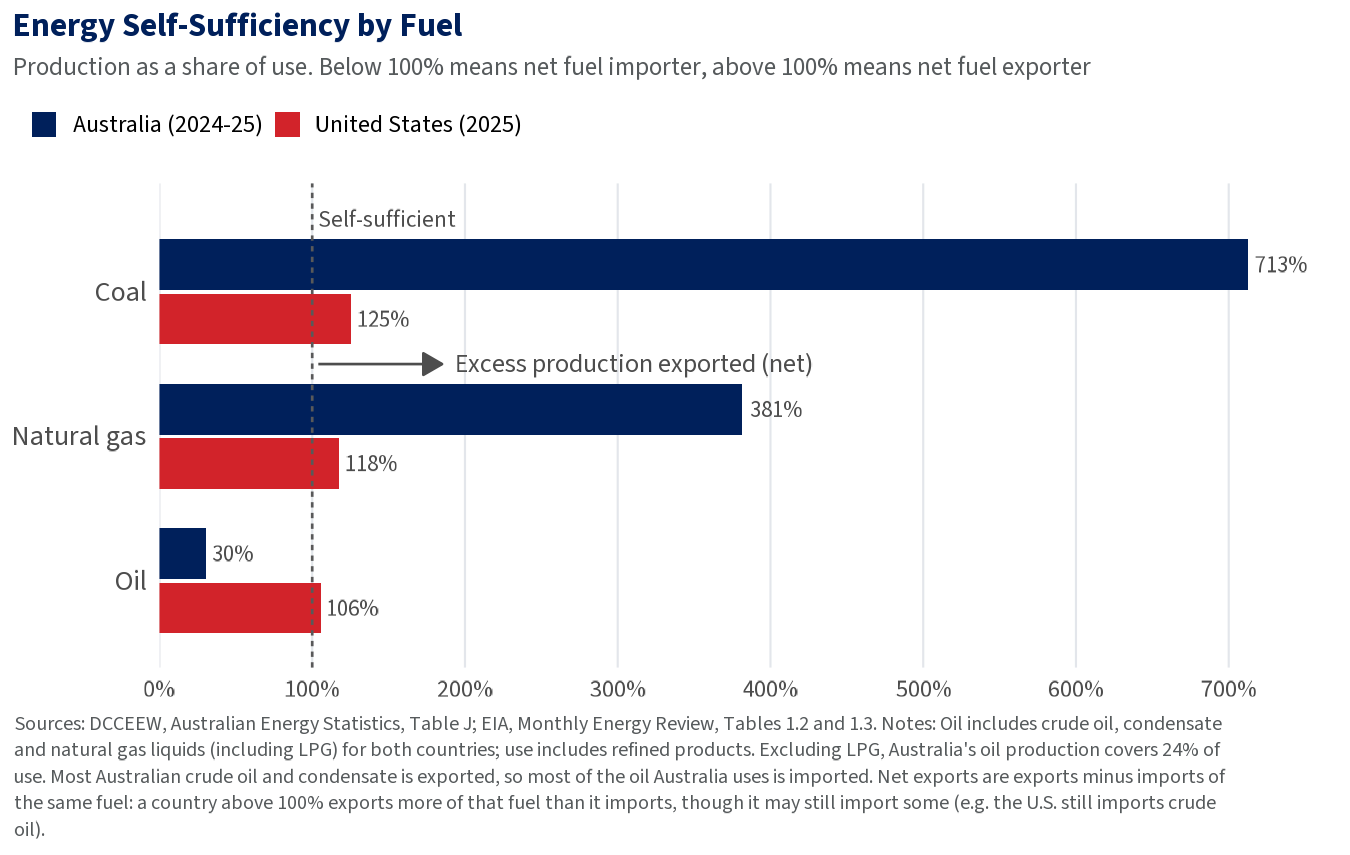 Energy Self-Sufficiency by Fuel
Production as a share of use. Below 100% means net fuel importer, above 100% means net fuel exporter
Australia (2024-25)
United States (2025)
Self-sufficient
713%
Coal
125%
Excess production exported (net)
381%
Natural gas
118%
30%
Oil
106%
0%
100%
200%
300%
400%
500%
600%
700%
Sources: DCCEEW, Australian Energy Statistics, Table J; EIA, Monthly Energy Review, Tables 1.2 and 1.3. Notes: Oil includes crude oil, condensate
and natural gas liquids (including LPG) for both countries; use includes refined products. Excluding LPG, Australia's oil production covers 24% of
use. Most Australian crude oil and condensate is exported, so most of the oil Australia uses is imported. Net exports are exports minus imports of
the same fuel: a country above 100% exports more of that fuel than it imports, though it may still import some (e.g. the U.S. still imports crude
oil).